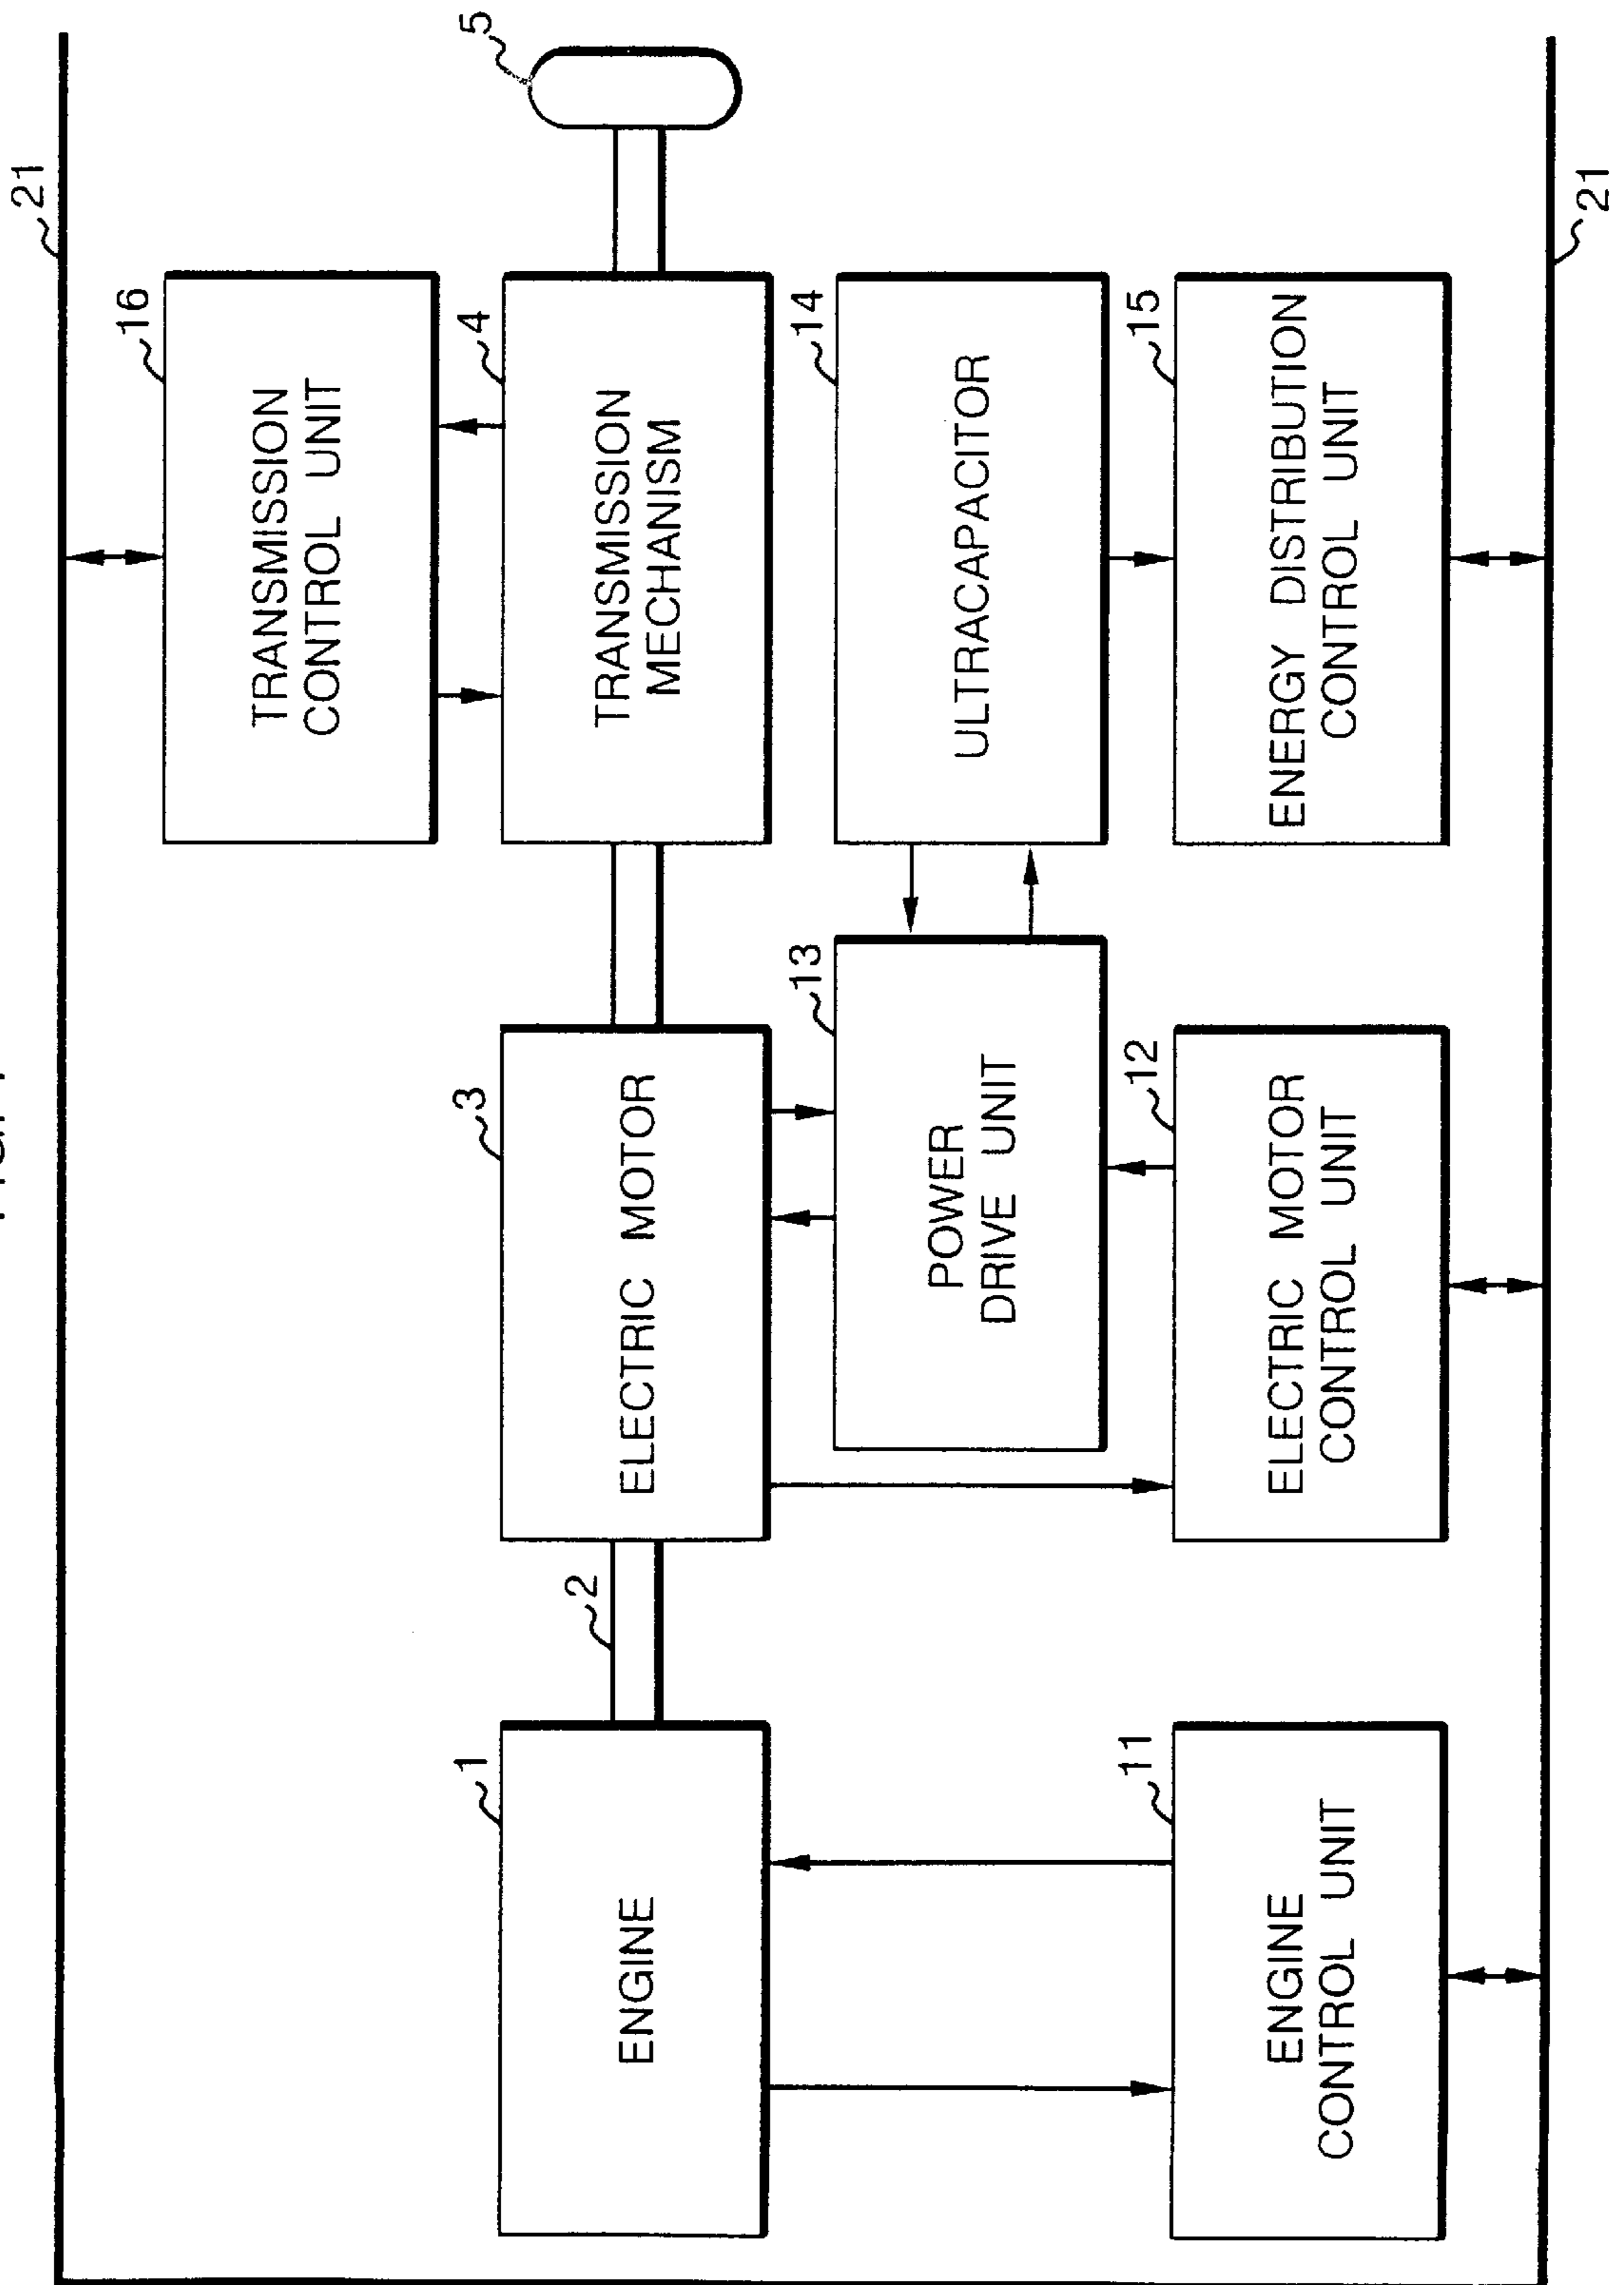 21
16
TRANSMISSION
CONTROL UNIT
1
2
3
4
5
ENGINE
ELECTRIC MOTOR
TRANSMISSION
MECHANISM
13
14
POWER
DRIVE UNIT
ULTRACAPACITOR
11
12
15
ENGINE
CONTROL UNIT
ELECTRIC MOTOR
CONTROL UNIT
ENERGY DISTRIBUTION
CONTROL UNIT
21